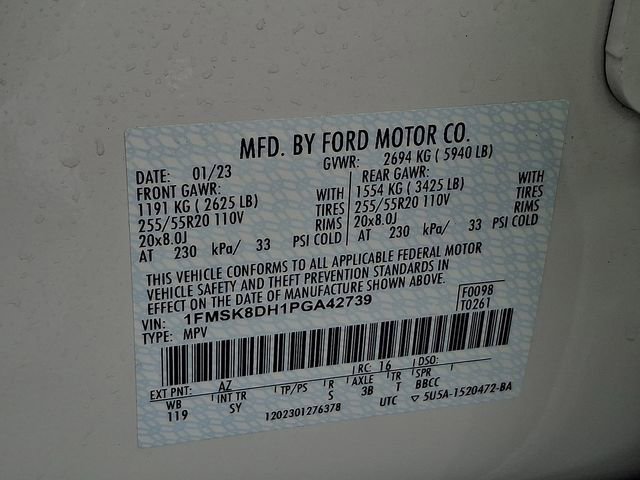 MFD. BY FORD MOTOR CO.
DATE: 01/23 GVWR: 2694 KG ( 5940 LB)
FRONT GAWR: REAR GAWR:
1191 KG ( 2625 LB) WITH 1554 KG ( 3425 LB) WITH
255/55R20 110V TIRES 255/55R20 110V TIRES
20x8.0J RIMS 20x8.0J RIMS
AT 230 kPa/ 33 PSI COLD AT 230 kPa/ 33 PSI COLD
THIS VEHICLE CONFORMS TO ALL APPLICABLE FEDERAL MOTOR
VEHICLE SAFETY AND THEFT PREVENTION STANDARDS IN
EFFECT ON THE DATE OF MANUFACTURE SHOWN ABOVE.
VIN: 1FMSK8DH1PGA42739 F0098
TYPE: MPV T0261
EXT PNT: AZ RC: 16 DSO:
WB INT TR TP/PS R AXLE TR SPR
119 SY S 3B T BBCC
1202301276378 UTC ▽ 5U5A-1520472-BA